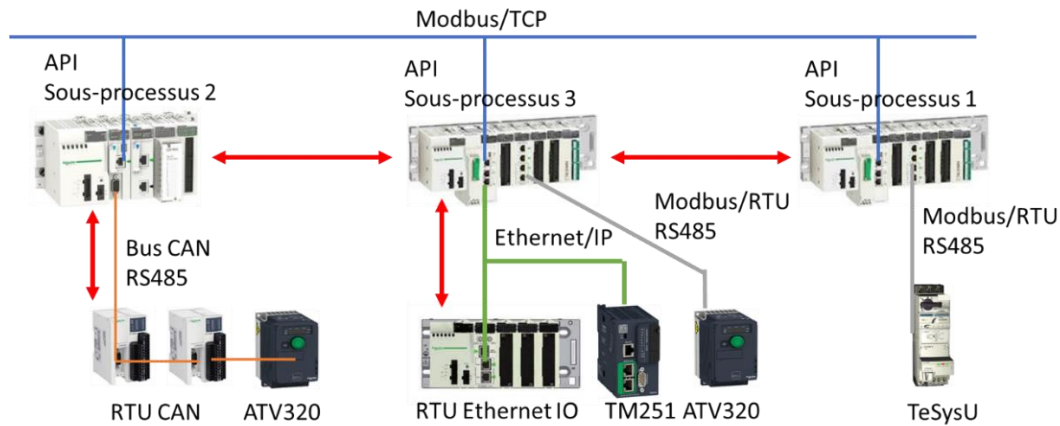 Modbus/TCP
API
Sous-processus 2
API
Sous-processus 3
API
Sous-processus 1
Bus CAN
RS485
Ethernet/IP
Modbus/RTU
RS485
Modbus/RTU
RS485
RTU CAN
ATV320
RTU Ethernet IO
TM251
ATV320
TeSysU